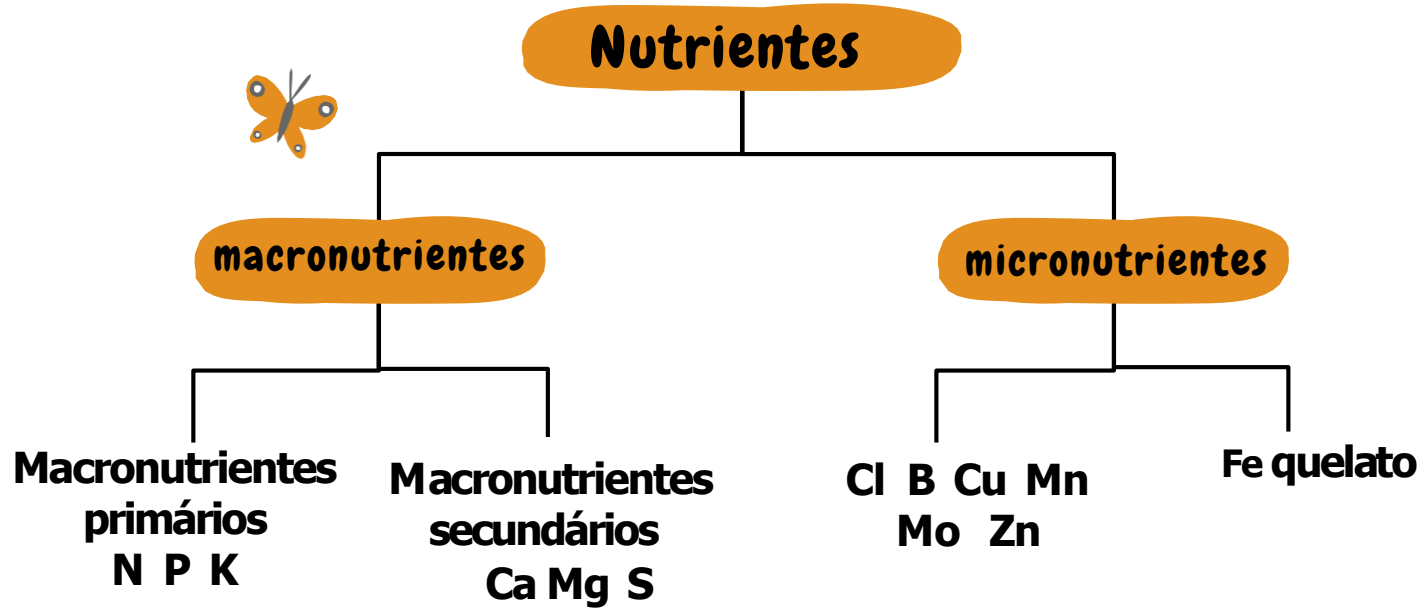 Nutrientes
macronutrientes
micronutrientes
Macronutrientes
primários
N P K
Macronutrientes
secundários
Ca Mg S
Cl B Cu Mn
Mo Zn
Fe quelato